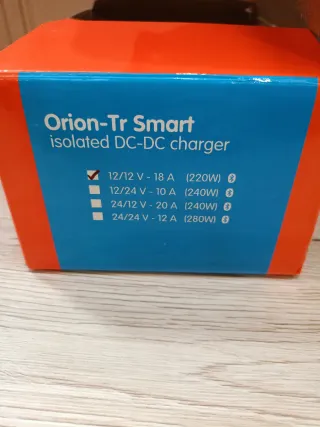 Orion-Tr Smart
isolated DC-DC charger
12/12 V - 18 A (220W)
12/24 V - 10 A (240W)
24/12 V - 20 A (240W)
24/24 V - 12 A (280W)